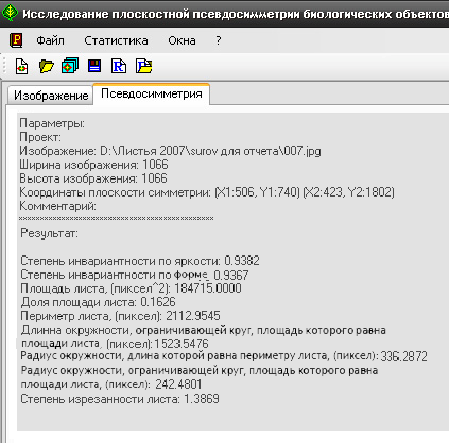 Исследование плоскостной псевдосимметрии биологических объектов
Файл Статистика Окна ?
Изображение Псевдосимметрия
Параметры:
Проект:
Изображение: D:\Листья 2007\surov для отчета\007.jpg
Ширина изображения: 1066
Высота изображения: 1066
Координаты плоскости симметрии: (X1:506, Y1:740) (X2:423, Y2:1802)
Комментарий:
Результат:
Степень инвариантности по яркости: 0.9382
Степень инвариантности по форме 0.9367
Площадь листа, (пиксел^2): 184715.0000
Доля площади листа: 0.1626
Периметр листа, (пиксел): 2112.9545
Длинна окружности, ограничивающей круг, площадь которого равна
площади листа, (пиксел):1523.5476
Радиус окружности, длина которой равна периметру листа, (пиксел):336.2872
Радиус окружности, ограничивающей круг, площадь которого равна
площади листа, (пиксел): 242.4801
Степень изрезанности листа: 1.3869